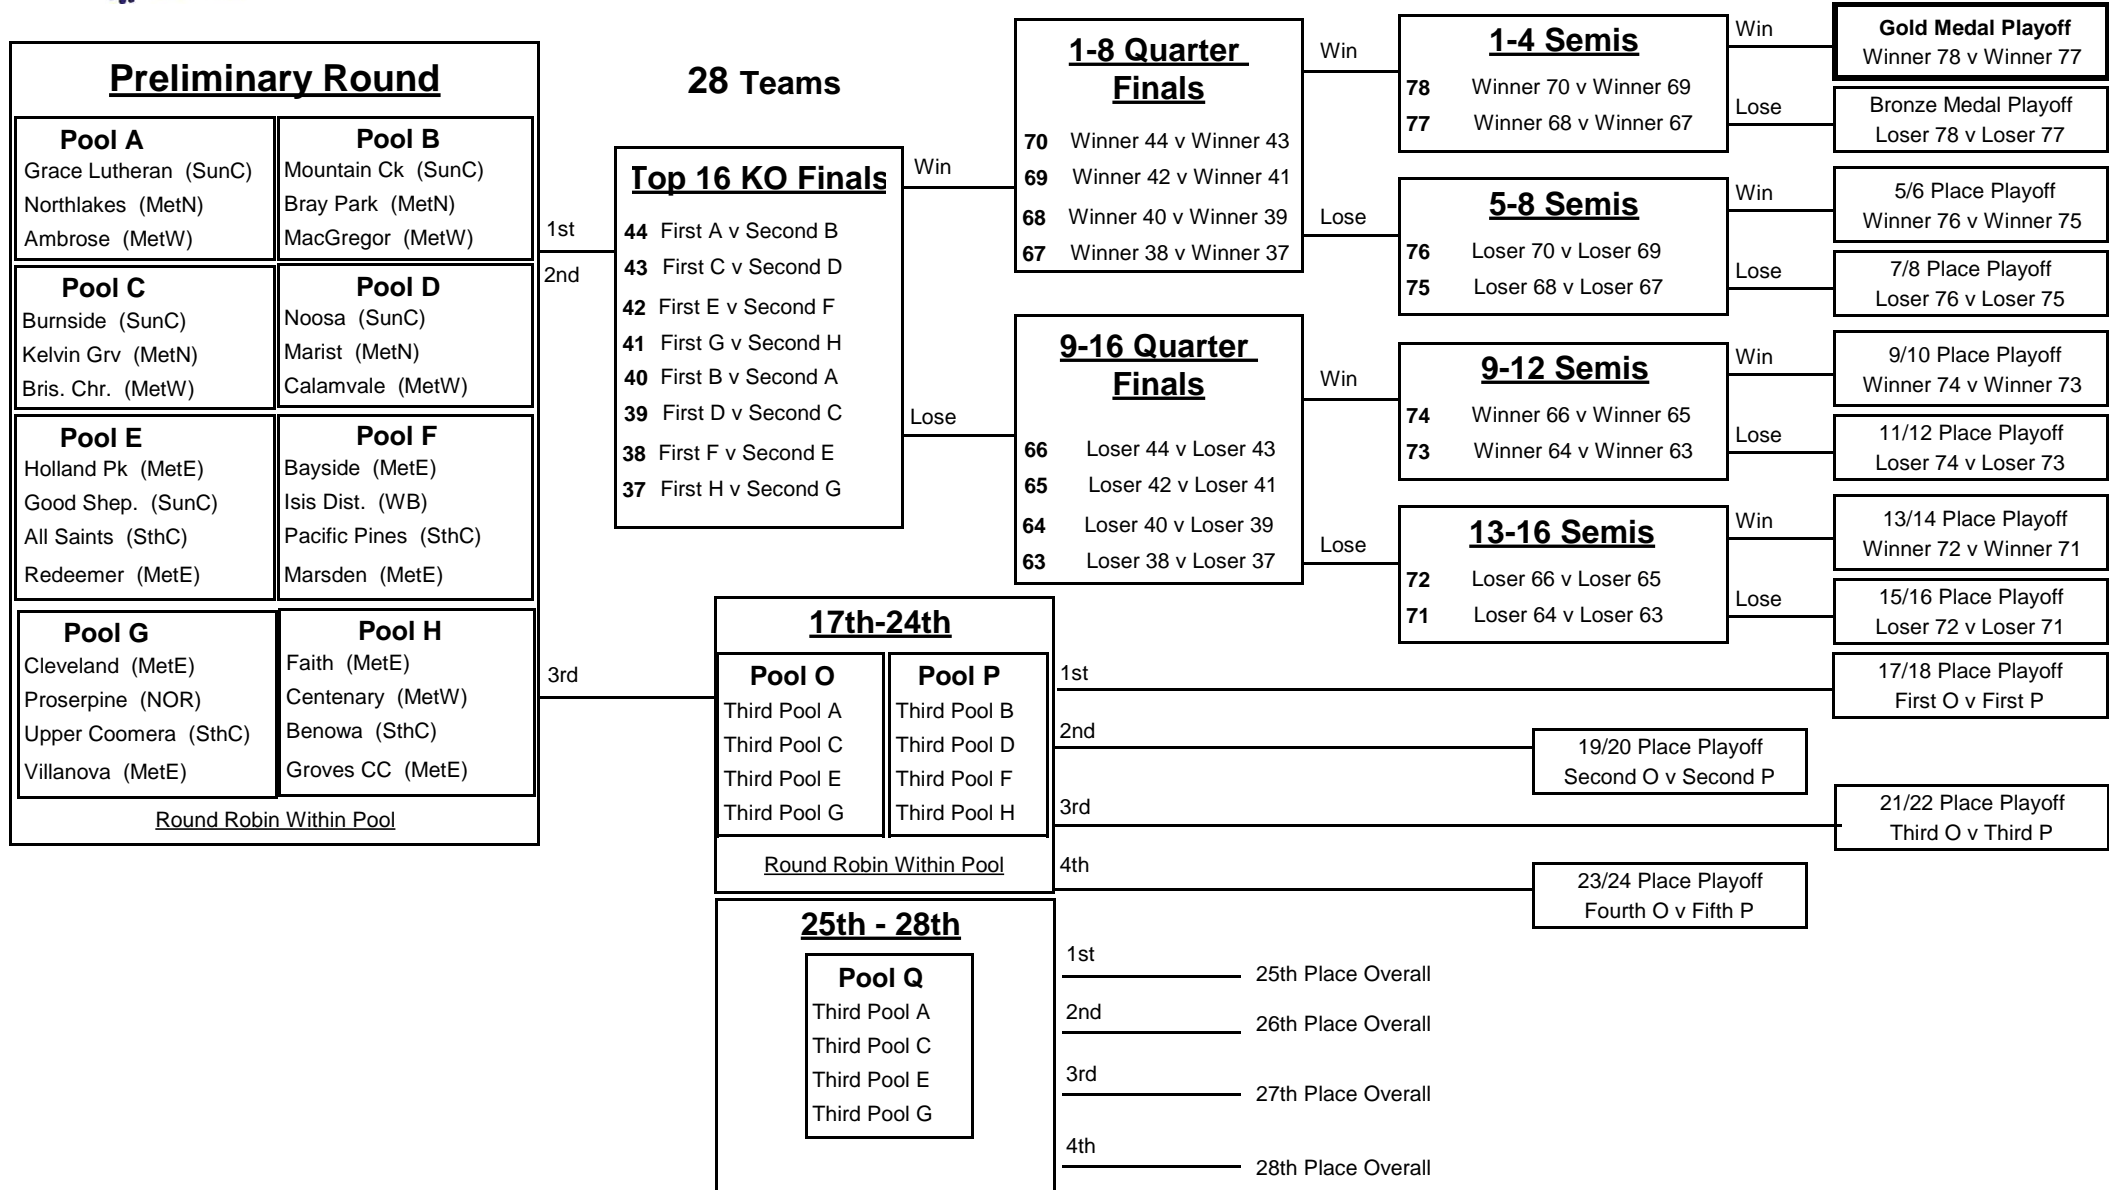 Preliminary Round
Pool A
Grace Lutheran (SunC)
Northlakes (MetN)
Ambrose (MetW)
Pool B
Mountain Ck (SunC)
Bray Park (MetN)
MacGregor (MetW)
Pool C
Burnside (SunC)
Kelvin Grv (MetN)
Bris. Chr. (MetW)
Pool D
Noosa (SunC)
Marist (MetN)
Calamvale (MetW)
Pool E
Holland Pk (MetE)
Good Shep. (SunC)
All Saints (SthC)
Redeemer (MetE)
Pool F
Bayside (MetE)
Isis Dist. (WB)
Pacific Pines (SthC)
Marsden (MetE)
Pool G
Cleveland (MetE)
Proserpine (NOR)
Upper Coomera (SthC)
Villanova (MetE)
Pool H
Faith (MetE)
Centenary (MetW)
Benowa (SthC)
Groves CC (MetE)
Round Robin Within Pool
1st
2nd
3rd
28 Teams
Top 16 KO Finals
44 First A v Second B
43 First C v Second D
42 First E v Second F
41 First G v Second H
40 First B v Second A
39 First D v Second C
38 First F v Second E
37 First H v Second G
Win
Lose
1-8 Quarter
Finals
70 Winner 44 v Winner 43
69 Winner 42 v Winner 41
68 Winner 40 v Winner 39
67 Winner 38 v Winner 37
Win
Lose
9-16 Quarter
Finals
66 Loser 44 v Loser 43
65 Loser 42 v Loser 41
64 Loser 40 v Loser 39
63 Loser 38 v Loser 37
Win
Lose
1-4 Semis
78 Winner 70 v Winner 69
77 Winner 68 v Winner 67
Win
Lose
5-8 Semis
76 Loser 70 v Loser 69
75 Loser 68 v Loser 67
Win
Lose
9-12 Semis
74 Winner 66 v Winner 65
73 Winner 64 v Winner 63
Win
Lose
13-16 Semis
72 Loser 66 v Loser 65
71 Loser 64 v Loser 63
Win
Lose
Gold Medal Playoff
Winner 78 v Winner 77
Bronze Medal Playoff
Loser 78 v Loser 77
5/6 Place Playoff
Winner 76 v Winner 75
7/8 Place Playoff
Loser 76 v Loser 75
9/10 Place Playoff
Winner 74 v Winner 73
11/12 Place Playoff
Loser 74 v Loser 73
13/14 Place Playoff
Winner 72 v Winner 71
15/16 Place Playoff
Loser 72 v Loser 71
17th-24th
Pool O
Third Pool A
Third Pool C
Third Pool E
Third Pool G
Pool P
Third Pool B
Third Pool D
Third Pool F
Third Pool H
Round Robin Within Pool
1st
17/18 Place Playoff
First O v First P
2nd
19/20 Place Playoff
Second O v Second P
3rd
21/22 Place Playoff
Third O v Third P
4th
23/24 Place Playoff
Fourth O v Fifth P
25th - 28th
Pool Q
Third Pool A
Third Pool C
Third Pool E
Third Pool G
1st
25th Place Overall
2nd
26th Place Overall
3rd
27th Place Overall
4th
28th Place Overall